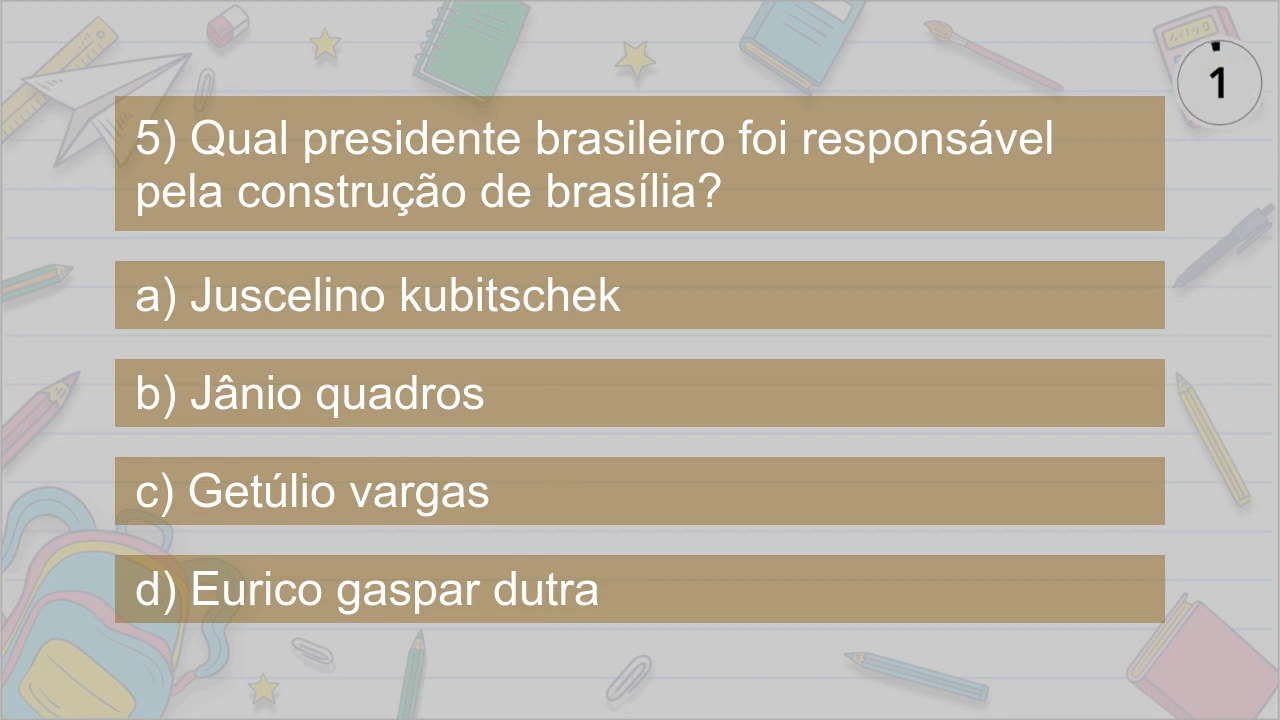 1
5) Qual presidente brasileiro foi responsável
pela construção de brasília?
a) Juscelino kubitschek
b) Jânio quadros
c) Getúlio vargas
d) Eurico gaspar dutra